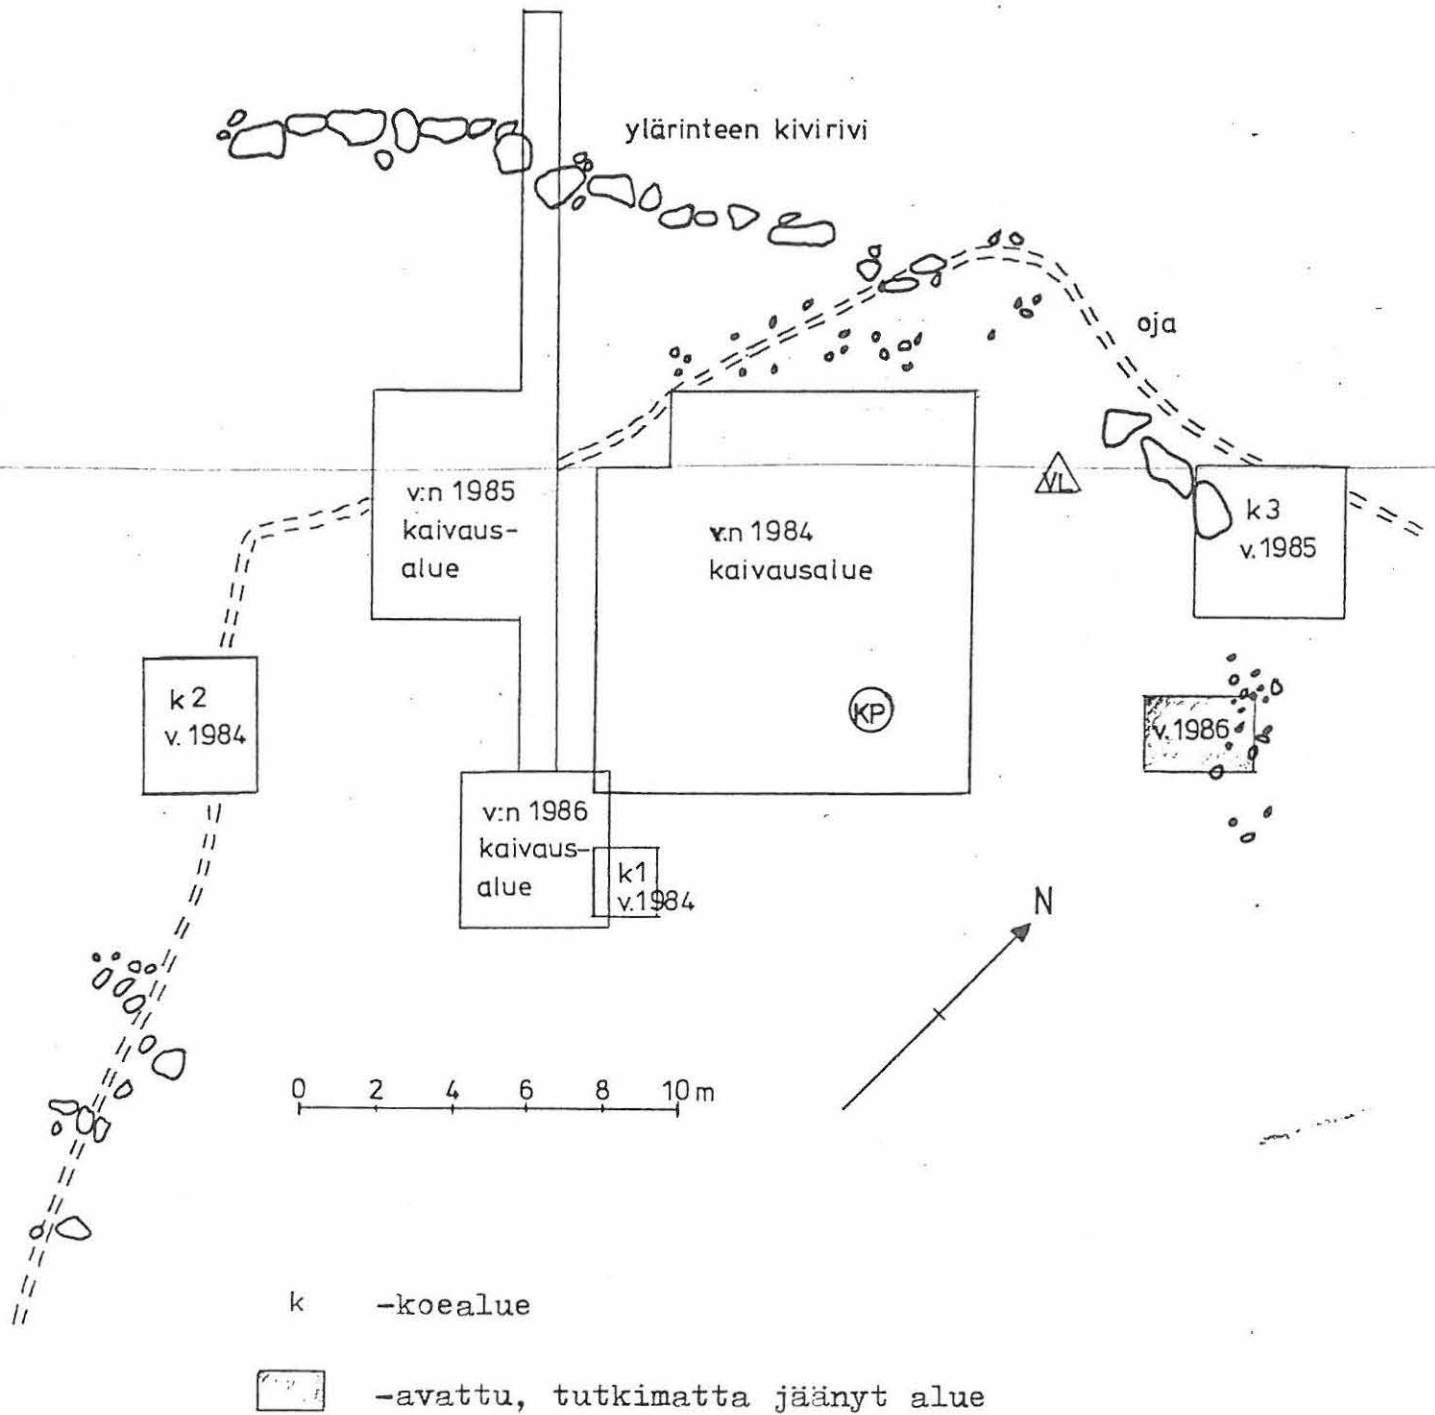 ylärinteen kivirivi
oja
v:n 1985
kaivaus-
alue
v:n 1984
kaivausalue
VL
k3
v.1985
k2
v.1984
KP
v.1986
v:n 1986
kaivaus-
alue
k1
v.1984
N
0 2 4 6 8 10 m
k -koealue
-avattu, tutkimatta jäänyt alue